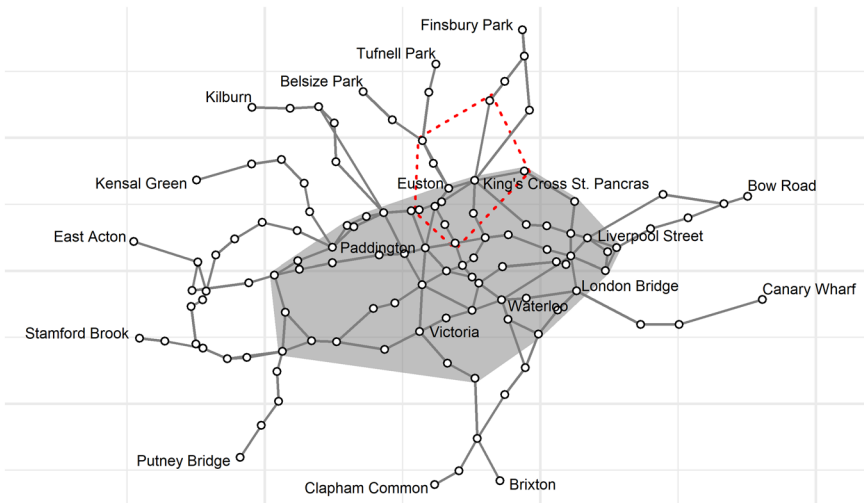 Finsbury Park
Tufnell Park
Belsize Park
Kilburn
Kensal Green
Euston
King's Cross St. Pancras
Bow Road
East Acton
Paddington
Liverpool Street
London Bridge
Canary Wharf
Waterloo
Stamford Brook
Victoria
Putney Bridge
Clapham Common
Brixton